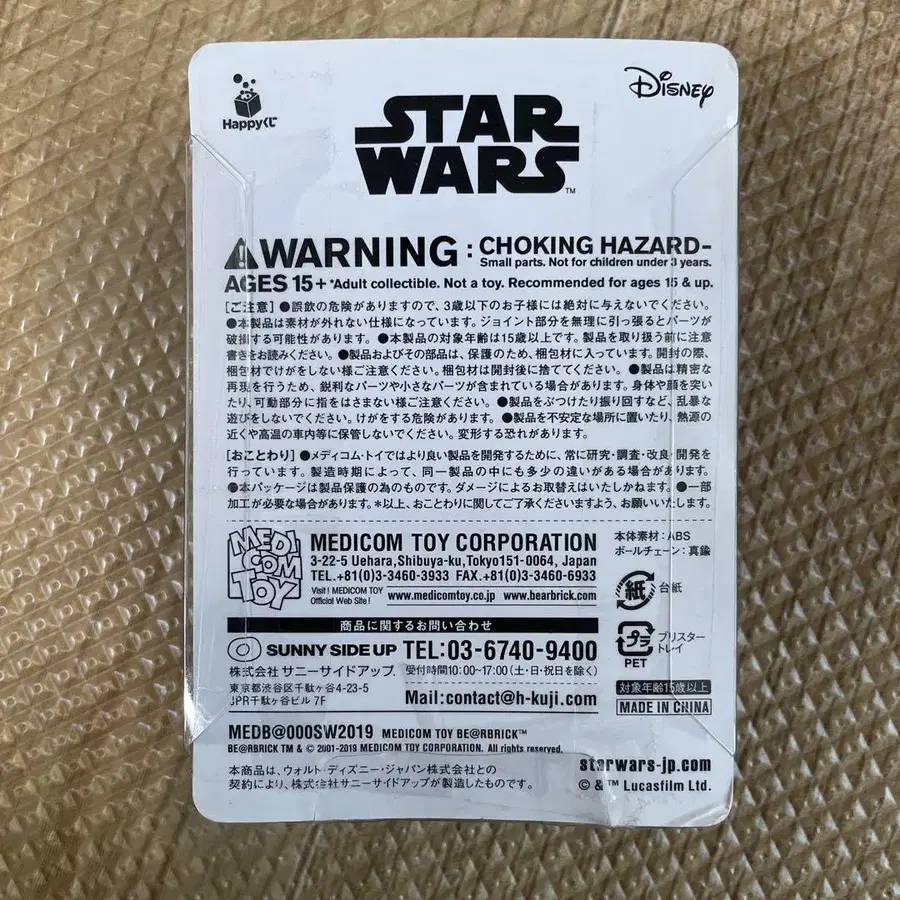 Happyくじ
Disney
STAR
WARS™
WARNING : CHOKING HAZARD-
Small parts. Not for children under 3 years.
AGES 15+ *Adult collectible. Not a toy. Recommended for ages 15 & up.
[ご注意] ●誤飲の危険がありますので、3歳以下のお子様には絶対に与えないでください。
●本製品は素材が外れない仕様になっています。ジョイント部分を無理に引っ張るとパーツが
破損する可能性があります。 ●本製品の対象年齢は15歳以上です。製品を取り扱う前に注意
書きをお読みください。●製品およびその部品は、保護のため、梱包材に入っています。開封の際、
梱包材でけがをしない様ご注意ください。梱包材は開封後に捨ててください。 ●製品は精密な
再現を行うため、鋭利なパーツや小さなパーツが含まれている場合があります。身体や顔を突い
たり、可動部分に指をはさまない様ご注意ください。●製品をぶつけたり振り回すなど、乱暴な
遊びをしないでください。けがをする危険があります。 ●製品を不安定な場所に置いたり、熱源の
近くや高温の車内等に保管しないでください。変形する恐れがあります。
[おことわり] ●メディコム・トイではより良い製品を開発するために、常に研究・調査・改良・開発を
行っています。製造時期によって、同一製品の中にも多少の違いがある場合があります。
●本パッケージは製品保護の為のものです。ダメージによるお取替えはいたしかねます。●一部
加工が必要な場合があります。*以上、おことわりに関してご了承くださいますよう、お願いいたします。
MEDI
COM
TOY
MEDICOM TOY CORPORATION
3-22-5 Uehara,Shibuya-ku,Tokyo151-0064, Japan
TEL.+81(0)3-3460-3933 FAX.+81(0)3-6460-6933
Visit! MEDICOM TOY
Official Web Site!
www.medicomtoy.co.jp www.bearbrick.com
本体素材：ABS
ボールチェーン：真鍮
紙 台紙
プラ
PET
ブリスター
トレイ
対象年齢15歳以上
MADE IN CHINA
商品に関するお問い合わせ
SUNNY SIDE UP TEL:03-6740-9400
株式会社 サニーサイドアップ 受付時間10:00~17:00(土・日・祝日を除く)
東京都渋谷区千駄ヶ谷4-23-5
JPR千駄ヶ谷ビル 7F
Mail:contact@h-kuji.com
MEDB@000SW2019 MEDICOM TOY BE@RBRICK™
BE@RBRICK TM & © 2001-2019 MEDICOM TOY CORPORATION. All rights reserved.
本商品は、ウォルト・ディズニー・ジャパン株式会社との
契約により、株式会社サニーサイドアップが製造したものです。
starwars-jp.com
© & ™ Lucasfilm Ltd.